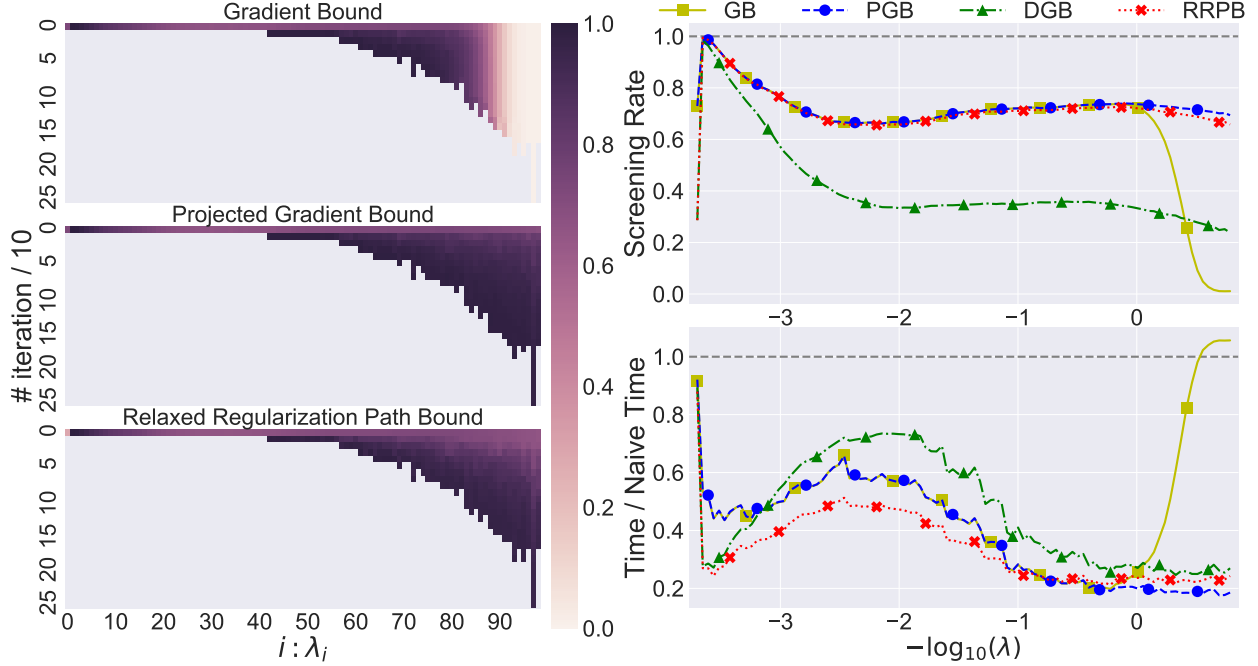 Gradient Bound
0
5
10
15
20
25
Projected Gradient Bound
0
5
10
15
20
25
Relaxed Regularization Path Bound
0
5
10
15
20
25
# iteration / 10
0 10 20 30 40 50 60 70 80 90
i : λ_i
1.0
0.8
0.6
0.4
0.2
0.0
GB PGB DGB RRPB
Screening Rate
1.0
0.8
0.6
0.4
0.2
0.0
−3 −2 −1 0
Time / Naive Time
1.0
0.8
0.6
0.4
0.2
−3 −2 −1 0
−log₁₀(λ)